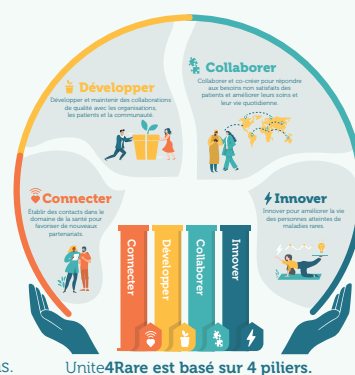 Développer
Développer et maintenir des collaborations
de qualité avec les organisations,
les patients et la communauté.
Collaborer
Collaborer et co-créer pour répondre
aux besoins non satisfaits des
patients et améliorer leurs soins et
leur vie quotidienne.
Connecter
Établir des contacts dans le
domaine de la santé pour
favoriser de nouveaux
partenariats.
Innover
Innover pour améliorer la vie
des personnes atteintes de
maladies rares.
Connecter
Développer
Collaborer
Innover
ns.
Unite4Rare est basé sur 4 piliers.